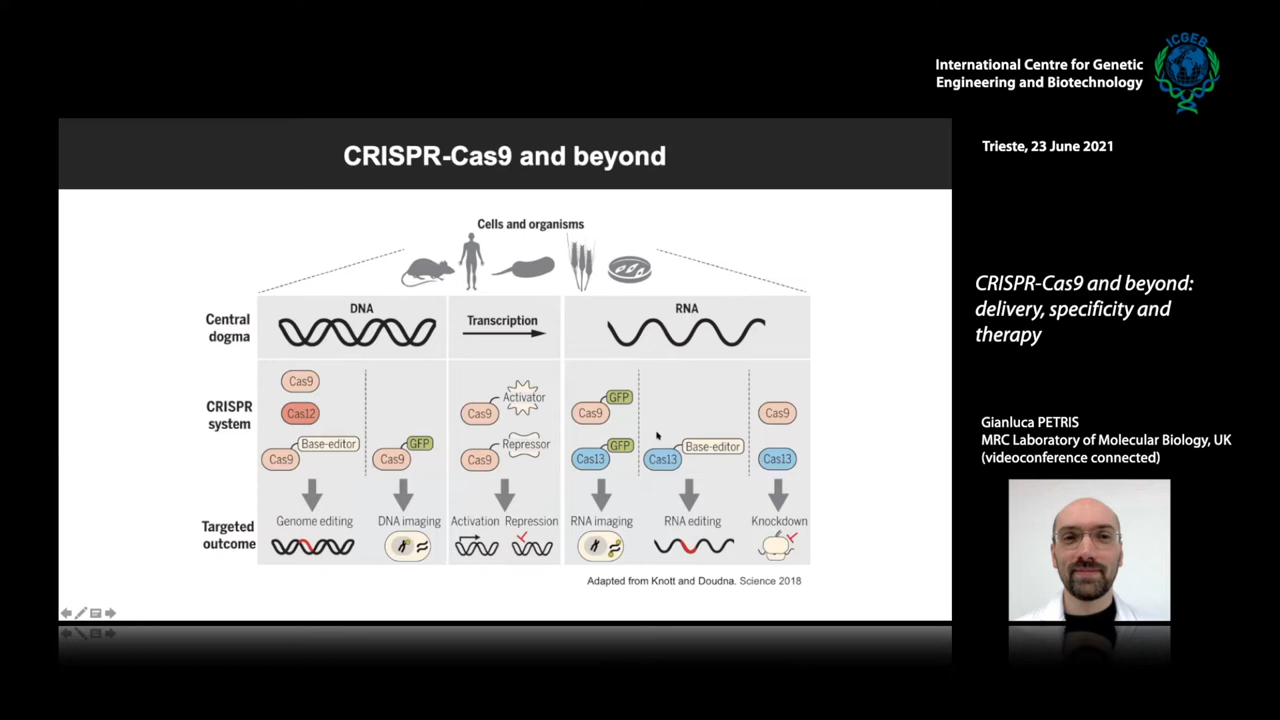 ICGEB
International Centre for Genetic
Engineering and Biotechnology
Trieste, 23 June 2021
CRISPR-Cas9 and beyond
Cells and organisms
Central
dogma
DNA
Transcription
RNA
CRISPR
system
Cas9
Cas12
Base-editor
Cas9
GFP
Cas9
Activator
Cas9
Repressor
Cas9
GFP
Cas9
GFP
Cas13
Base-editor
Cas13
Cas9
Cas13
Targeted
outcome
Genome editing
DNA imaging
Activation Repression
RNA imaging
RNA editing
Knockdown
Adapted from Knott and Doudna. Science 2018
CRISPR-Cas9 and beyond:
delivery, specificity and
therapy
Gianluca PETRIS
MRC Laboratory of Molecular Biology, UK
(videoconference connected)